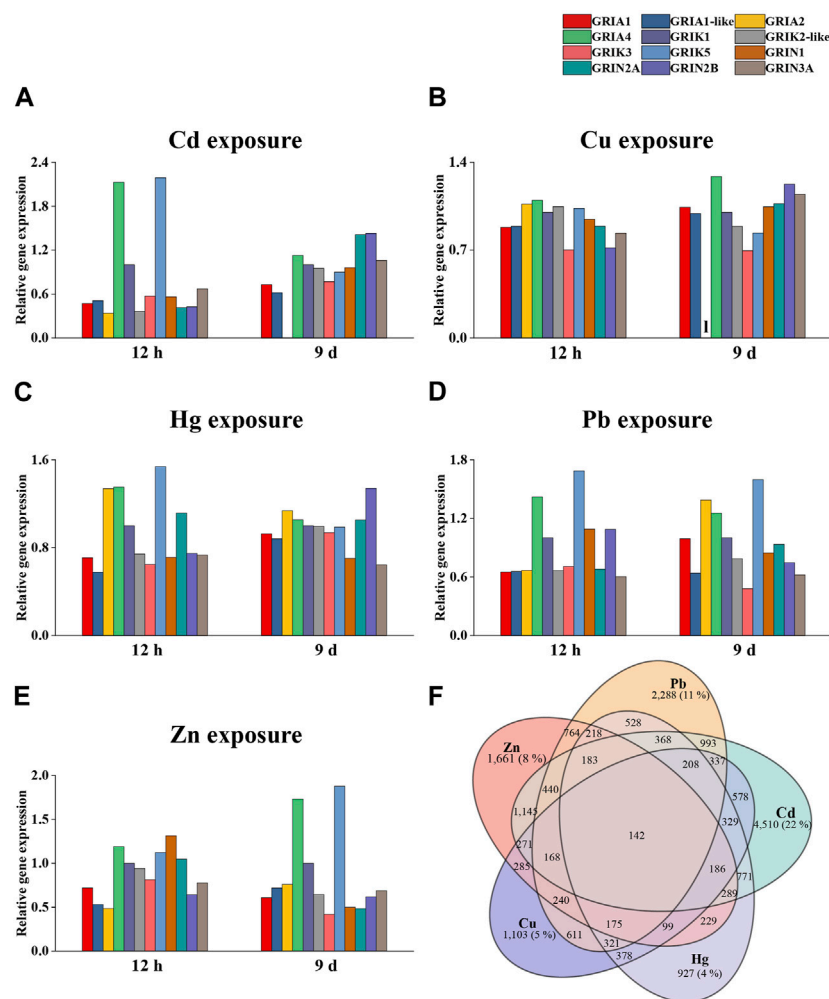 GRIA1 GRIA1-like GRIA2
GRIA4 GRIK1 GRIK2-like
GRIK3 GRIK5 GRIN1
GRIN2A GRIN2B GRIN3A
A
Cd exposure
Relative gene expression
2.4
1.8
1.2
0.6
0.0
12 h 9 d
B
Cu exposure
Relative gene expression
1.4
0.7
0.0
l
12 h 9 d
C
Hg exposure
Relative gene expression
1.6
0.8
0.0
12 h 9 d
D
Pb exposure
Relative gene expression
1.8
1.2
0.6
0.0
12 h 9 d
E
Zn exposure
Relative gene expression
2.0
1.5
1.0
0.5
0.0
12 h 9 d
F
Pb
2,288 (11 %)
528
764 218
368 993
Zn
1,661 (8 %)
183 208 337
440 578
1,145 329
Cd
4,510 (22 %)
142
271
168
285 186 771
289
240
175 99 229
Cu
1,103 (5 %)
611
321
378
Hg
927 (4 %)